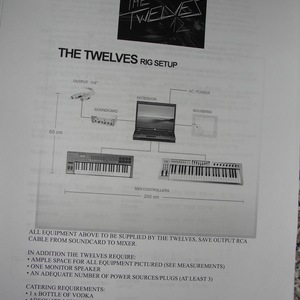 THE
TWELVES
THE TWELVES RIG SETUP
OUTPUT 1/4"
SOUNDCARD
NOTEBOOK
AC POWER
80 cm
MIDI CONTROLLERS
200 cm
ALL EQUIPMENT ABOVE TO BE SUPPLIED BY THE TWELVES, SAVE OUTPUT RCA
CABLE FROM SOUNDCARD TO MIXER.
IN ADDITION THE TWELVES REQUIRE:
• AMPLE SPACE FOR ALL EQUIPMENT PICTURED (SEE MEASUREMENTS)
• ONE MONITOR SPEAKER
• AN ADEQUATE NUMBER OF POWER SOURCES/PLUGS (AT LEAST 3)
CATERING REQUIREMENTS:
• 1 x BOTTLE OF VODKA